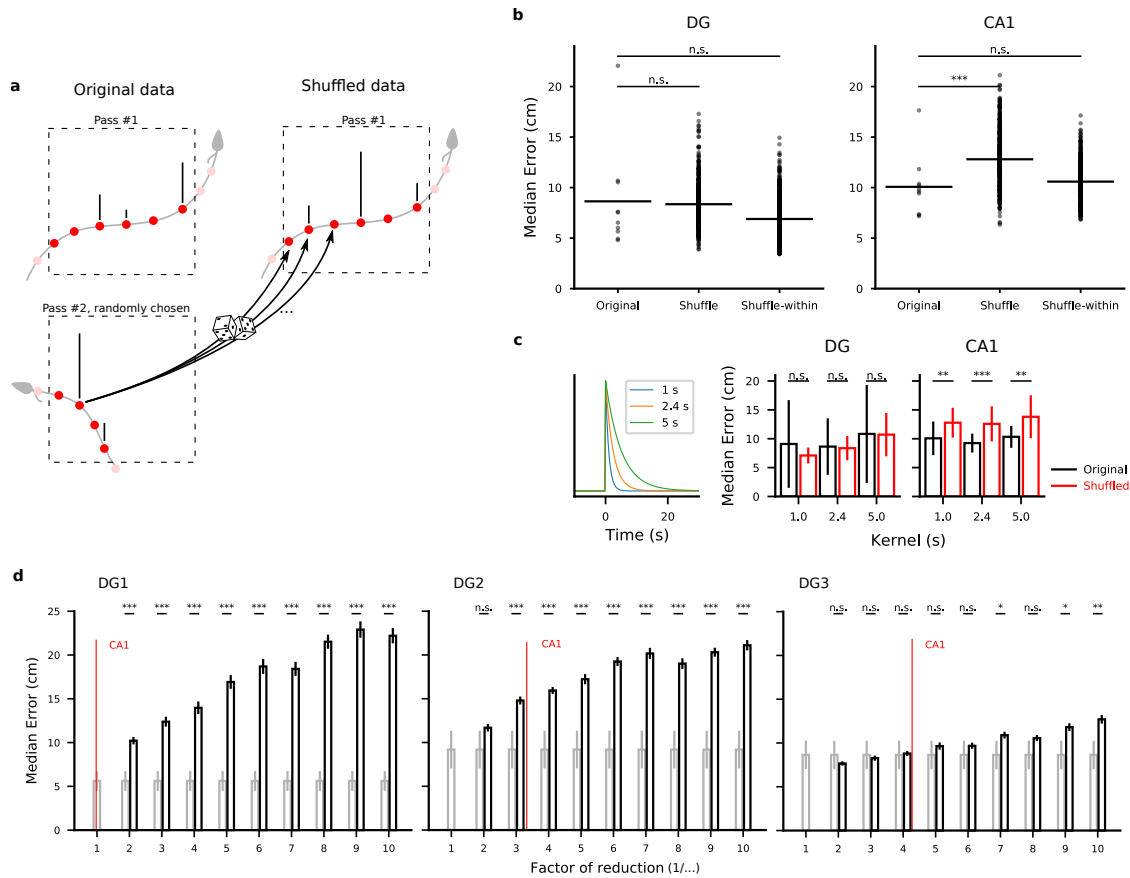 a
Original data
Shuffled data
Pass #1
Pass #1
Pass #2, randomly chosen
...
b
DG
CA1
n.s.
n.s.
n.s.
***
Median Error (cm)
20
15
10
5
0
20
15
10
5
0
Original
Shuffle
Shuffle-within
Original
Shuffle
Shuffle-within
c
DG
CA1
1 s
2.4 s
5 s
0
20
Time (s)
n.s.
n.s.
n.s.
**
***
**
Median Error (cm)
20
15
10
5
0
1.0
2.4
5.0
1.0
2.4
5.0
Kernel (s)
Original
Shuffled
d
DG1
DG2
DG3
*** *** *** *** *** *** *** *** ***
n.s. *** *** *** *** *** *** *** ***
n.s. n.s. n.s. n.s. n.s. * n.s. * **
CA1
CA1
CA1
Median Error (cm)
25
20
15
10
5
0
1 2 3 4 5 6 7 8 9 10
1 2 3 4 5 6 7 8 9 10
1 2 3 4 5 6 7 8 9 10
Factor of reduction (1/...)